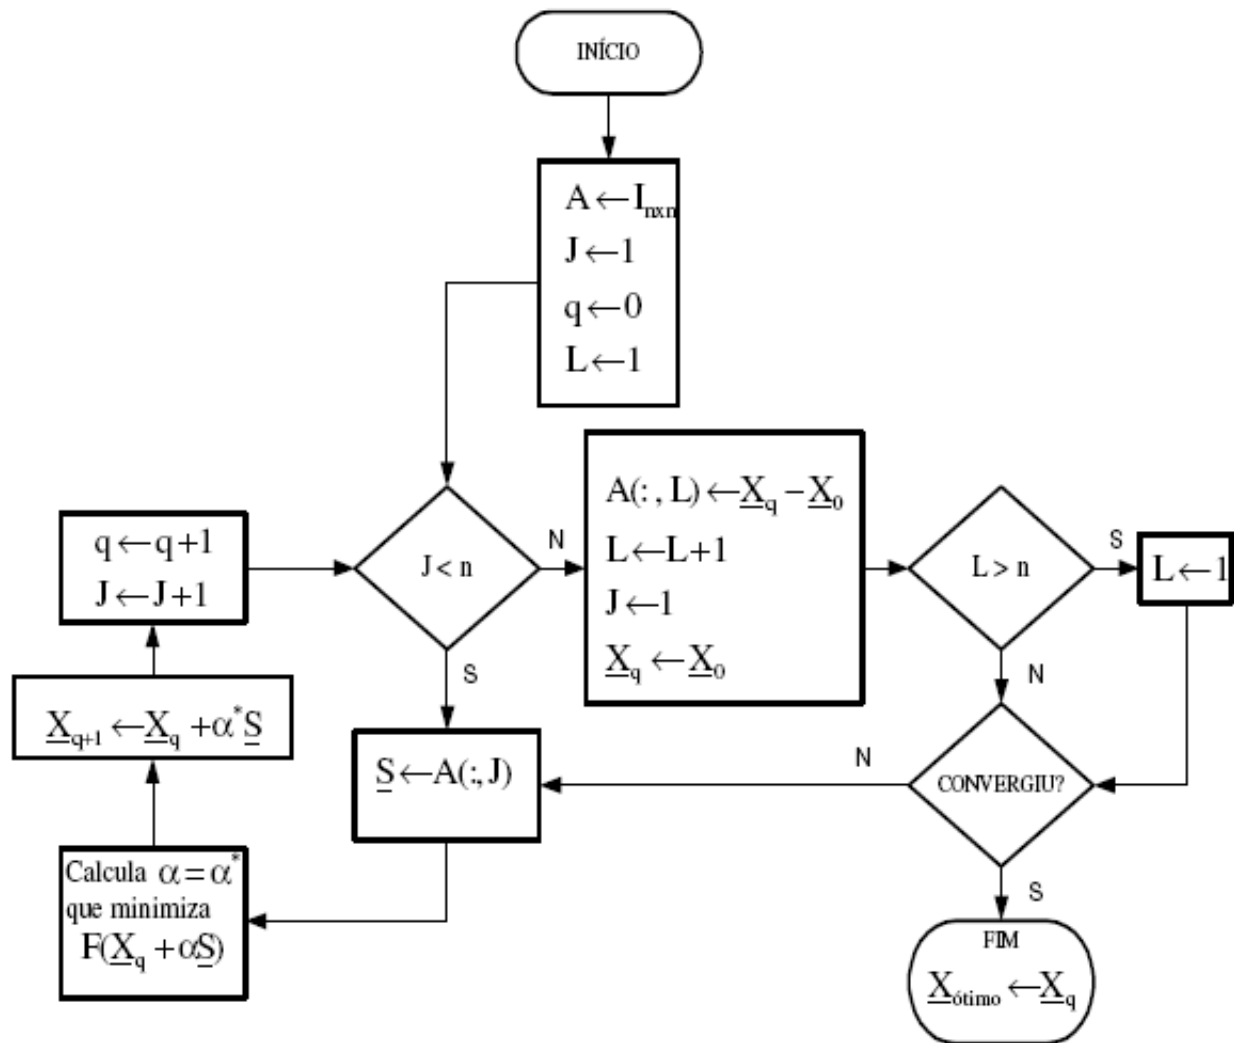 INÍCIO
A ← I_nxn
J ← 1
q ← 0
L ← 1
q ← q+1
J ← J+1
J < n
N
S
A(:, L) ← X_q − X_0
L ← L+1
J ← 1
X_q ← X_0
L > n
S
L ← 1
N
X_q+1 ← X_q + α* S
S ← A(:, J)
N
CONVERGIU?
Calcula α = α*
que minimiza
F(X_q + αS)
S
FIM
X_ótimo ← X_q